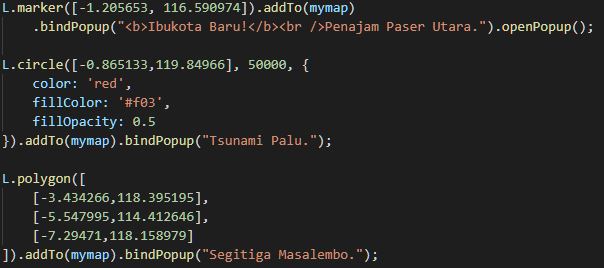 L.marker([-1.205653, 116.590974]).addTo(mymap)
.bindPopup("<b>Ibukota Baru!</b><br />Penajam Paser Utara.").openPopup();
L.circle([-0.865133,119.84966], 50000, {
color: 'red',
fillColor: '#f03',
fillOpacity: 0.5
}).addTo(mymap).bindPopup("Tsunami Palu.");
L.polygon([
[-3.434266,118.395195],
[-5.547995,114.412646],
[-7.29471,118.158979]
]).addTo(mymap).bindPopup("Segitiga Masalembo.");